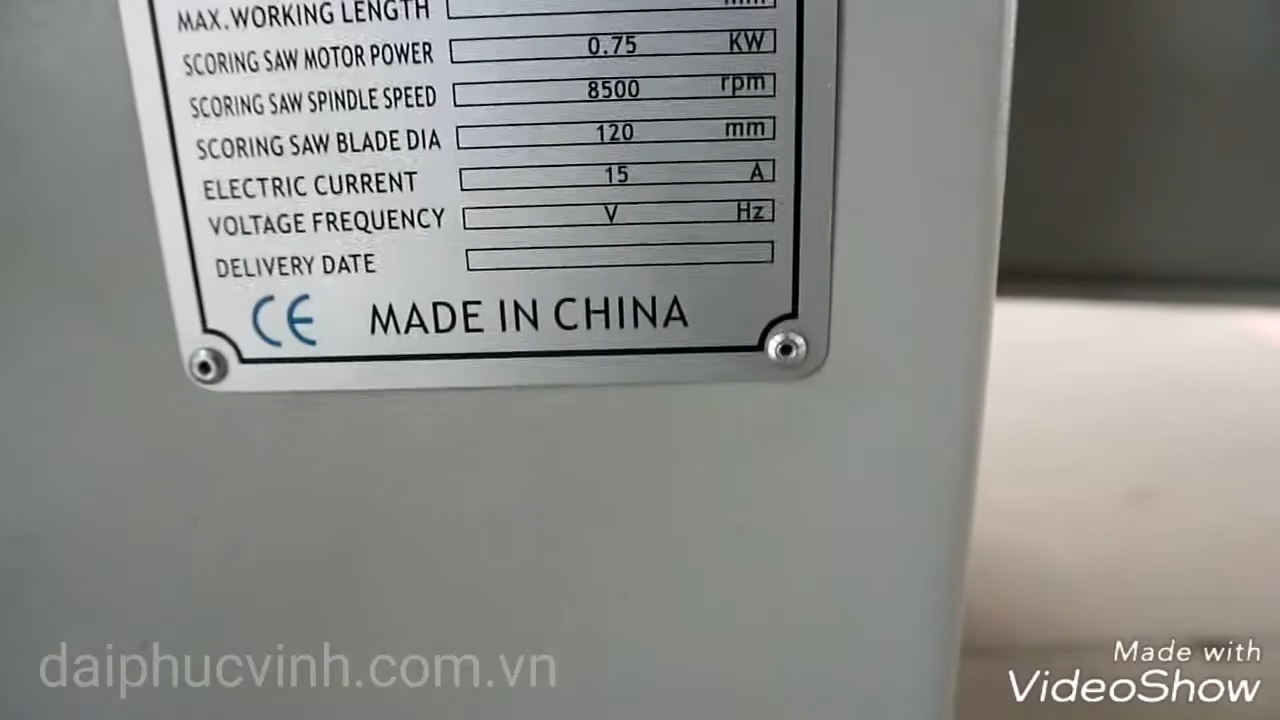 MAX. WORKING LENGTH mm
SCORING SAW MOTOR POWER 0.75 KW
SCORING SAW SPINDLE SPEED 8500 rpm
SCORING SAW BLADE DIA 120 mm
ELECTRIC CURRENT 15 A
VOLTAGE FREQUENCY V Hz
DELIVERY DATE
CE MADE IN CHINA
daiphucvinh.com.vn
Made with
VideoShow